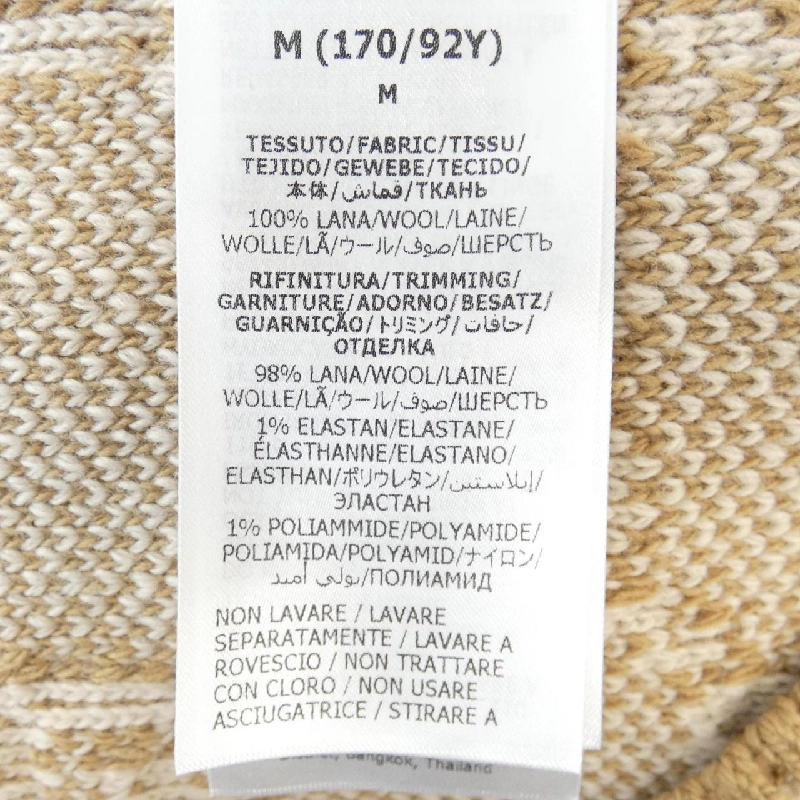 M (170/92Y)
M
TESSUTO/FABRIC/TISSU/
TEJIDO/GEWEBE/TECIDO/
本体/قماش/ТКАНЬ
100% LANA/WOOL/LAINE/
WOLLE/LÃ/ウール/صوف/ШЕРСТЬ
RIFINITURA/TRIMMING/
GARNITURE/ADORNO/BESATZ/
GUARNIÇÃO/トリミング/حافات/
ОТДЕЛКА
98% LANA/WOOL/LAINE/
WOLLE/LÃ/ウール/صوف/ШЕРСТЬ
1% ELASTAN/ELASTANE/
ÉLASTHANNE/ELASTANO/
ELASTHAN/ポリウレタン/إيلاستين/
ЭЛАСТАН
1% POLIAMMIDE/POLYAMIDE/
POLIAMIDA/POLYAMID/ナイロン/
بولي أميد/ПОЛИАМИД
NON LAVARE / LAVARE
SEPARATAMENTE / LAVARE A
ROVESCIO / NON TRATTARE
CON CLORO / NON USARE
ASCIUGATRICE / STIRARE A
Bangkok, Thailand